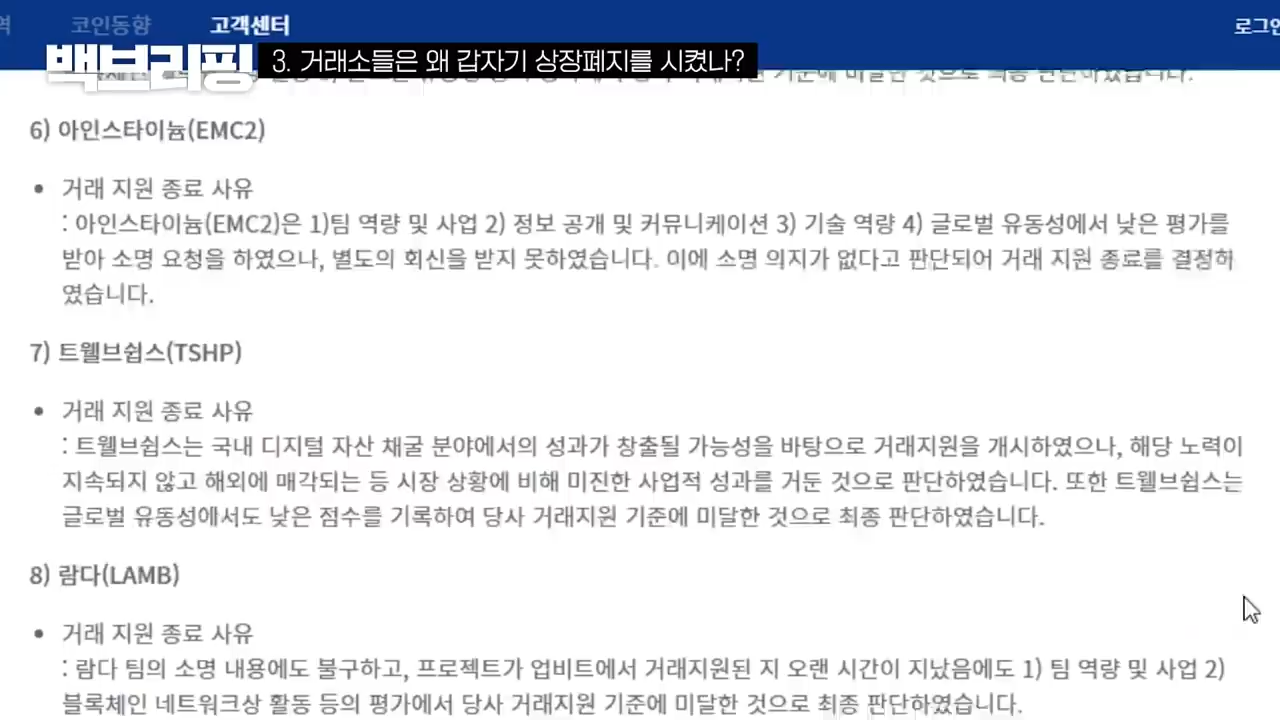 역 코인동향 고객센터 로그인
백브리핑 3. 거래소들은 왜 갑자기 상장폐지를 시켰나?
기준에 미달한 것으로 최종 판단하였습니다.
6) 아인스타이늄(EMC2)
• 거래 지원 종료 사유
: 아인스타이늄(EMC2)은 1)팀 역량 및 사업 2) 정보 공개 및 커뮤니케이션 3) 기술 역량 4) 글로벌 유동성에서 낮은 평가를
받아 소명 요청을 하였으나, 별도의 회신을 받지 못하였습니다. 이에 소명 의지가 없다고 판단되어 거래 지원 종료를 결정하
였습니다.
7) 트웰브쉽스(TSHP)
• 거래 지원 종료 사유
: 트웰브쉽스는 국내 디지털 자산 채굴 분야에서의 성과가 창출될 가능성을 바탕으로 거래지원을 개시하였으나, 해당 노력이
지속되지 않고 해외에 매각되는 등 시장 상황에 비해 미진한 사업적 성과를 거둔 것으로 판단하였습니다. 또한 트웰브쉽스는
글로벌 유동성에서도 낮은 점수를 기록하여 당사 거래지원 기준에 미달한 것으로 최종 판단하였습니다.
8) 람다(LAMB)
• 거래 지원 종료 사유
: 람다 팀의 소명 내용에도 불구하고, 프로젝트가 업비트에서 거래지원된 지 오랜 시간이 지났음에도 1) 팀 역량 및 사업 2)
블록체인 네트워크상 활동 등의 평가에서 당사 거래지원 기준에 미달한 것으로 최종 판단하였습니다.